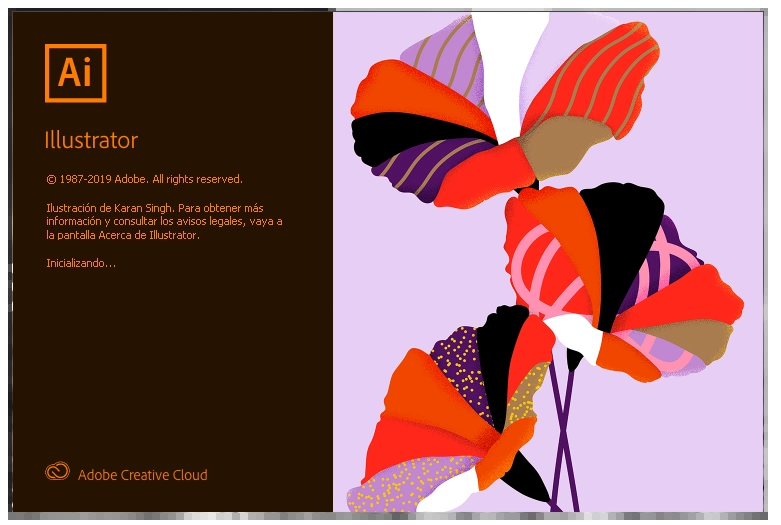 Ai
Illustrator
© 1987-2019 Adobe. All rights reserved.
Ilustración de Karan Singh. Para obtener más
información y consultar los avisos legales, vaya a
la pantalla Acerca de Illustrator.
Inicializando...
Adobe Creative Cloud